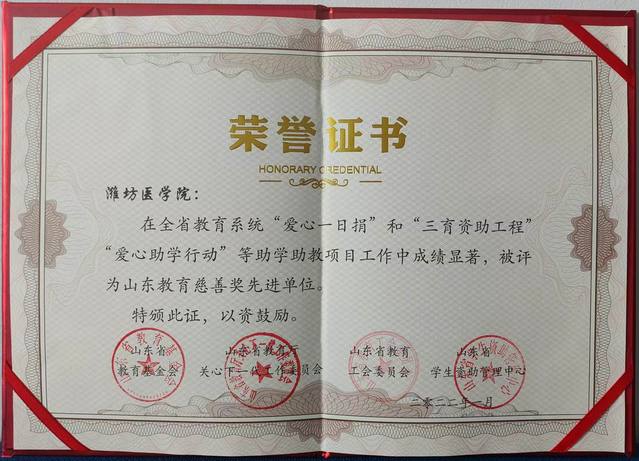 荣誉证书
HONORARY CREDENTIAL
潍坊医学院：
在全省教育系统“爱心一日捐”和“三育资助工程”
“爱心助学行动”等助学助教项目工作中成绩显著，被评
为山东教育慈善奖先进单位。
特颁此证，以资鼓励。
山东省 山东省教育厅 山东省教育 山东省
教育基金会 关心下一代工作委员会 工会委员会 学生资助管理中心
二〇二二年一月